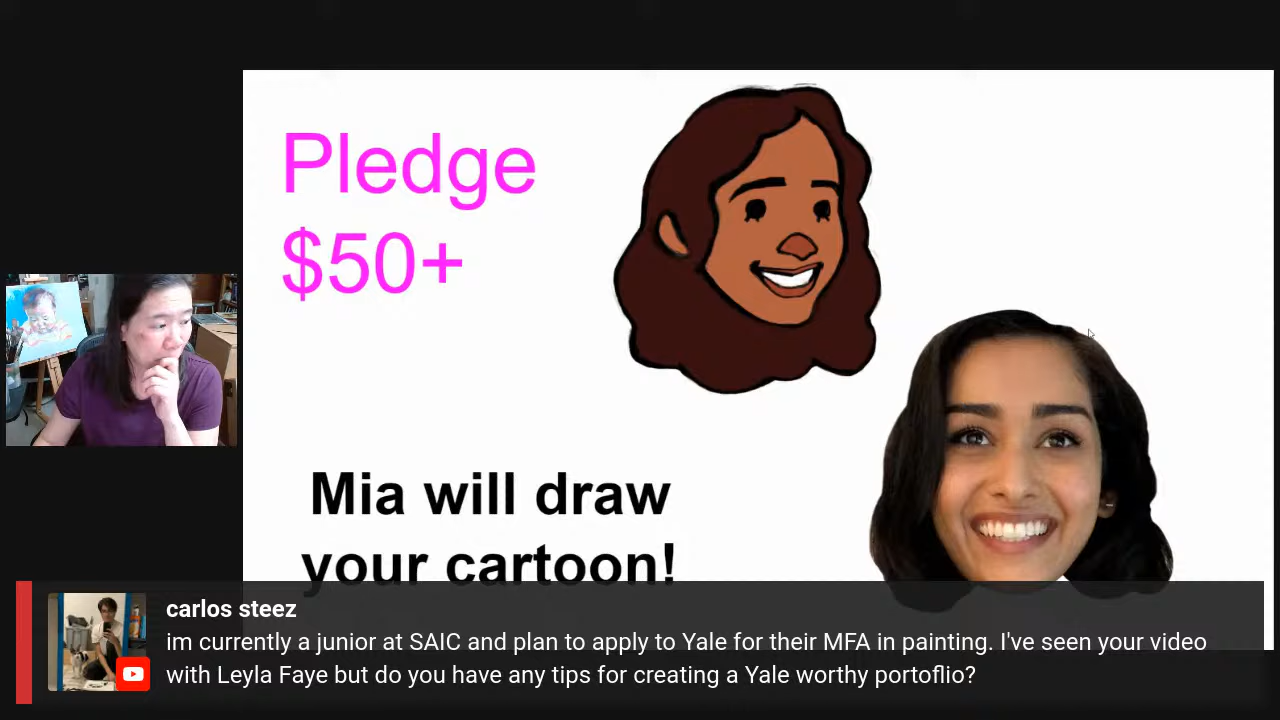 Pledge
$50+
Mia will draw
your cartoon!
carlos steez
im currently a junior at SAIC and plan to apply to Yale for their MFA in painting. I've seen your video
with Leyla Faye but do you have any tips for creating a Yale worthy portoflio?